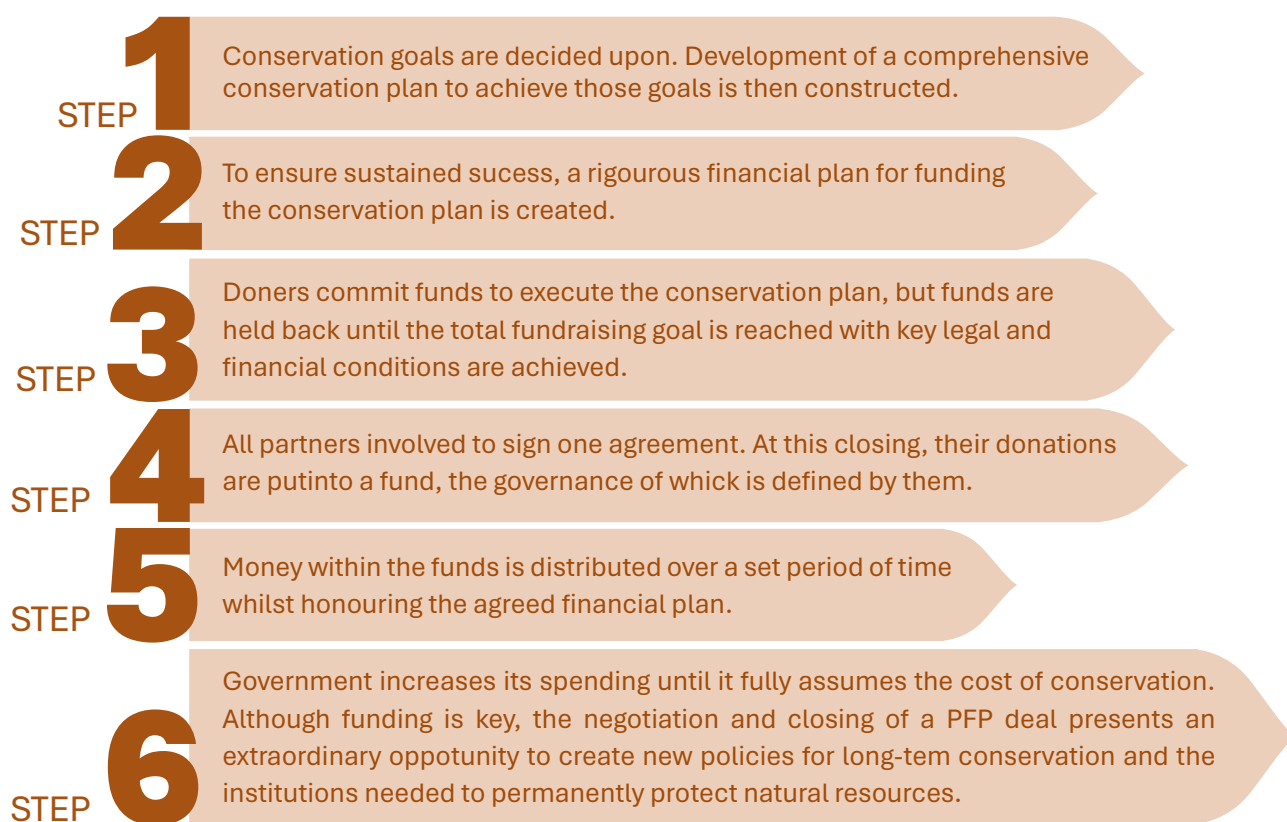 STEP 1
Conservation goals are decided upon. Development of a comprehensive
conservation plan to achieve those goals is then constructed.
STEP 2
To ensure sustained sucess, a rigourous financial plan for funding
the conservation plan is created.
STEP 3
Doners commit funds to execute the conservation plan, but funds are
held back until the total fundraising goal is reached with key legal and
financial conditions are achieved.
STEP 4
All partners involved to sign one agreement. At this closing, their donations
are putinto a fund, the governance of whick is defined by them.
STEP 5
Money within the funds is distributed over a set period of time
whilst honouring the agreed financial plan.
STEP 6
Government increases its spending until it fully assumes the cost of conservation.
Although funding is key, the negotiation and closing of a PFP deal presents an
extraordinary oppotunity to create new policies for long-tem conservation and the
institutions needed to permanently protect natural resources.